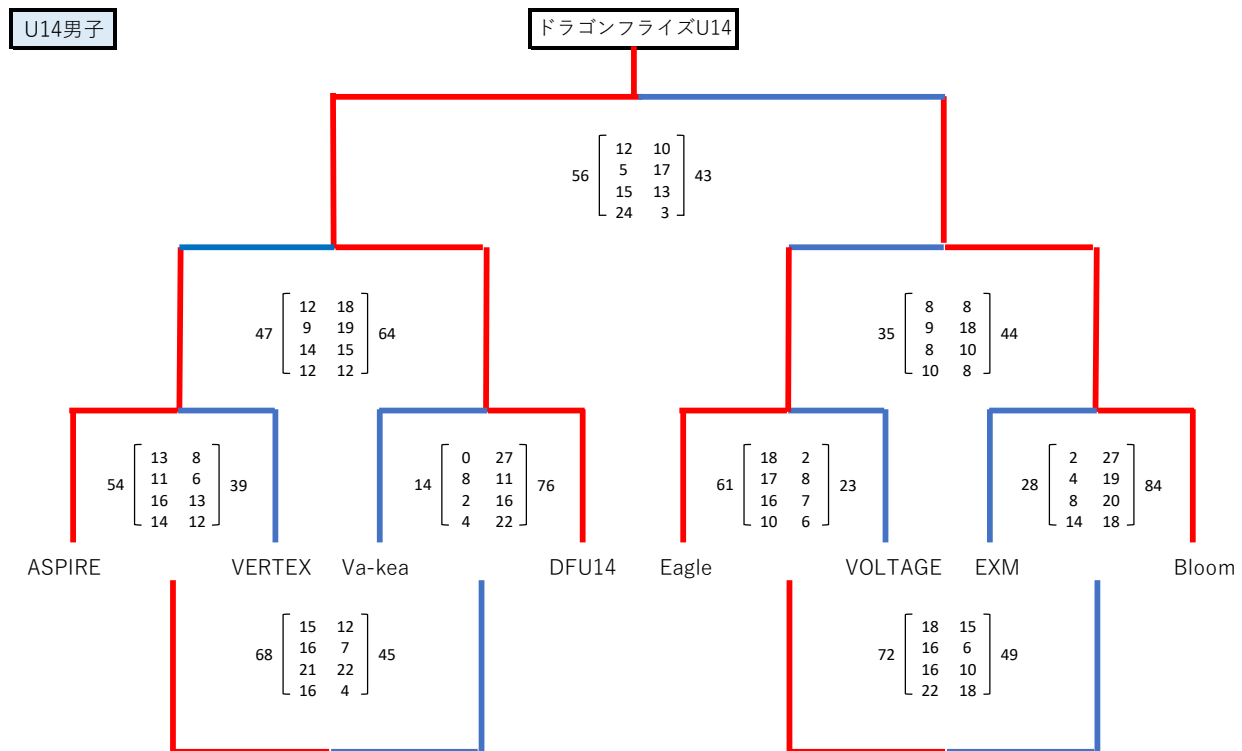 U14男子
ドラゴンフライズU14
12 10
56 5 17 43
15 13
24 3
12 18
47 9 19 64
14 15
12 12
8 8
35 9 18 44
8 10
10 8
13 8
54 11 6 39
16 13
14 12
0 27
14 8 11 76
2 16
4 22
18 2
61 17 8 23
16 7
10 6
2 27
28 4 19 84
8 20
14 18
ASPIRE VERTEX Va-kea DFU14 Eagle VOLTAGE EXM Bloom
15 12
68 16 7 45
21 22
16 4
18 15
72 16 6 49
16 10
22 18